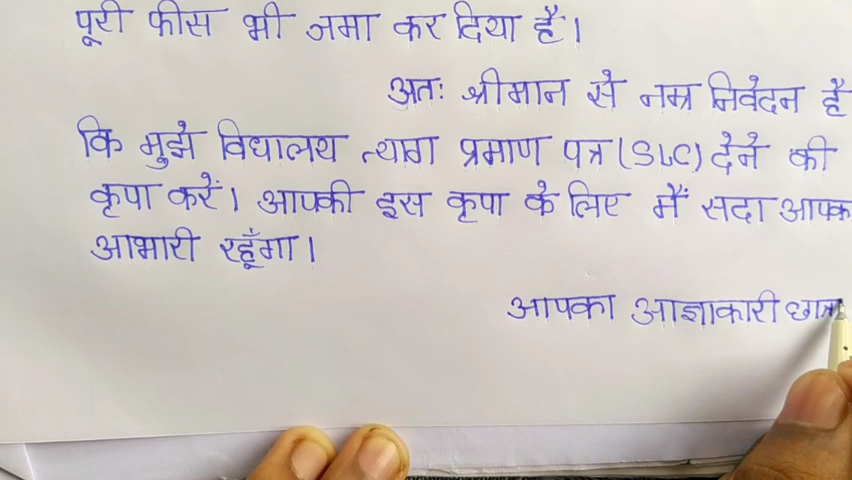 पूरी फीस भी जमा कर दिया है।
अतः श्रीमान से नम्र निवेदन है
कि मुझे विधालय त्याग प्रमाण पत्र (SLC) देने की
कृपा करें। आपकी इस कृपा के लिए मैं सदा आपक
आभारी रहूँगा।
आपका आज्ञाकारी छात्र